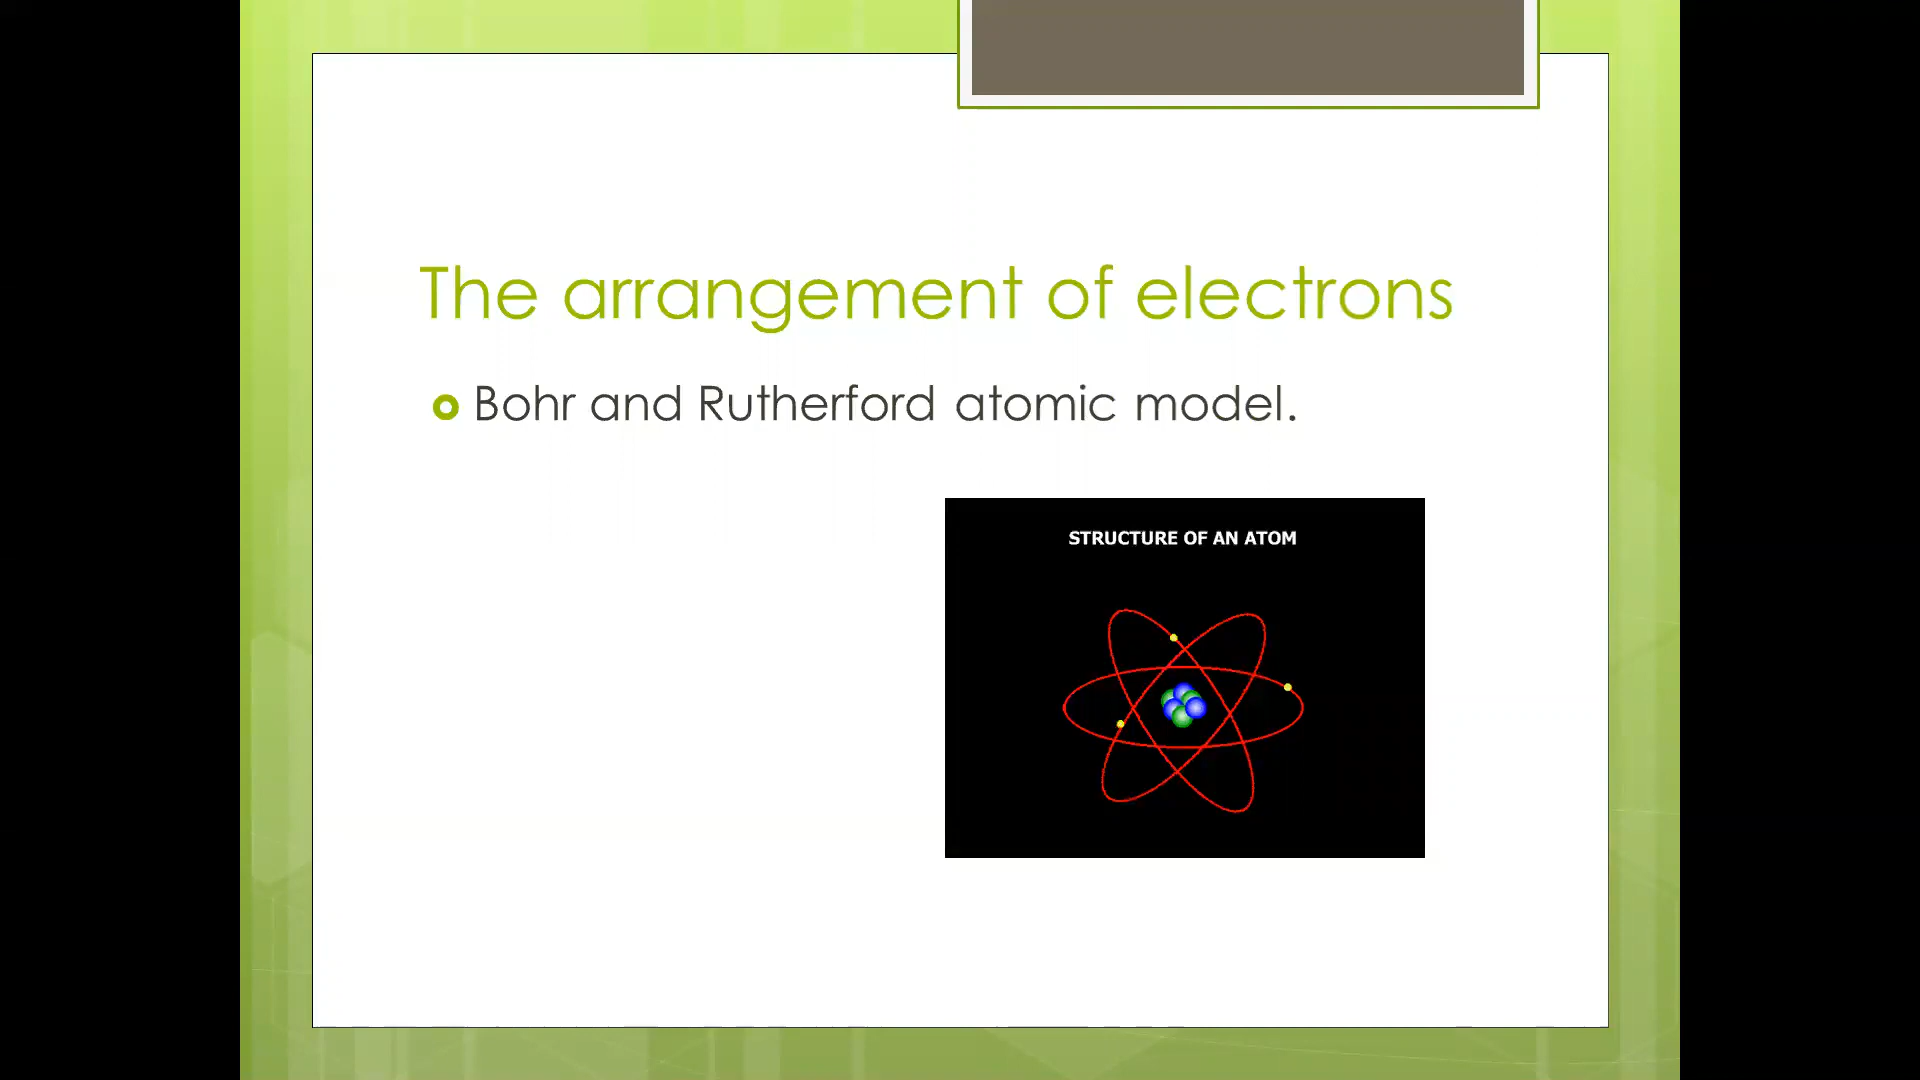 The arrangement of electrons
Bohr and Rutherford atomic model.
STRUCTURE OF AN ATOM